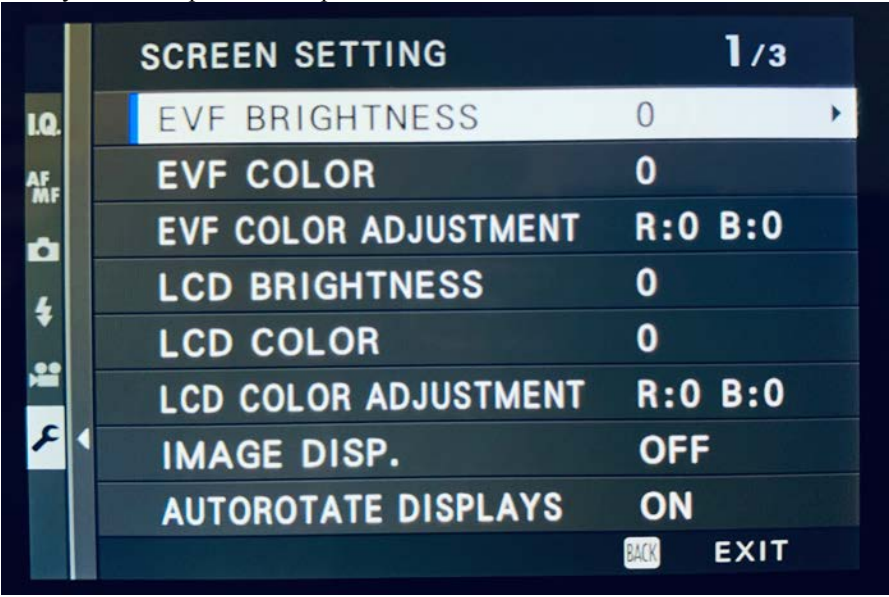 SCREEN SETTING 1/3
I.Q. EVF BRIGHTNESS 0
EVF COLOR 0
AF MF
EVF COLOR ADJUSTMENT R:0 B:0
LCD BRIGHTNESS 0
LCD COLOR 0
LCD COLOR ADJUSTMENT R:0 B:0
IMAGE DISP. OFF
AUTOROTATE DISPLAYS ON
BACK EXIT